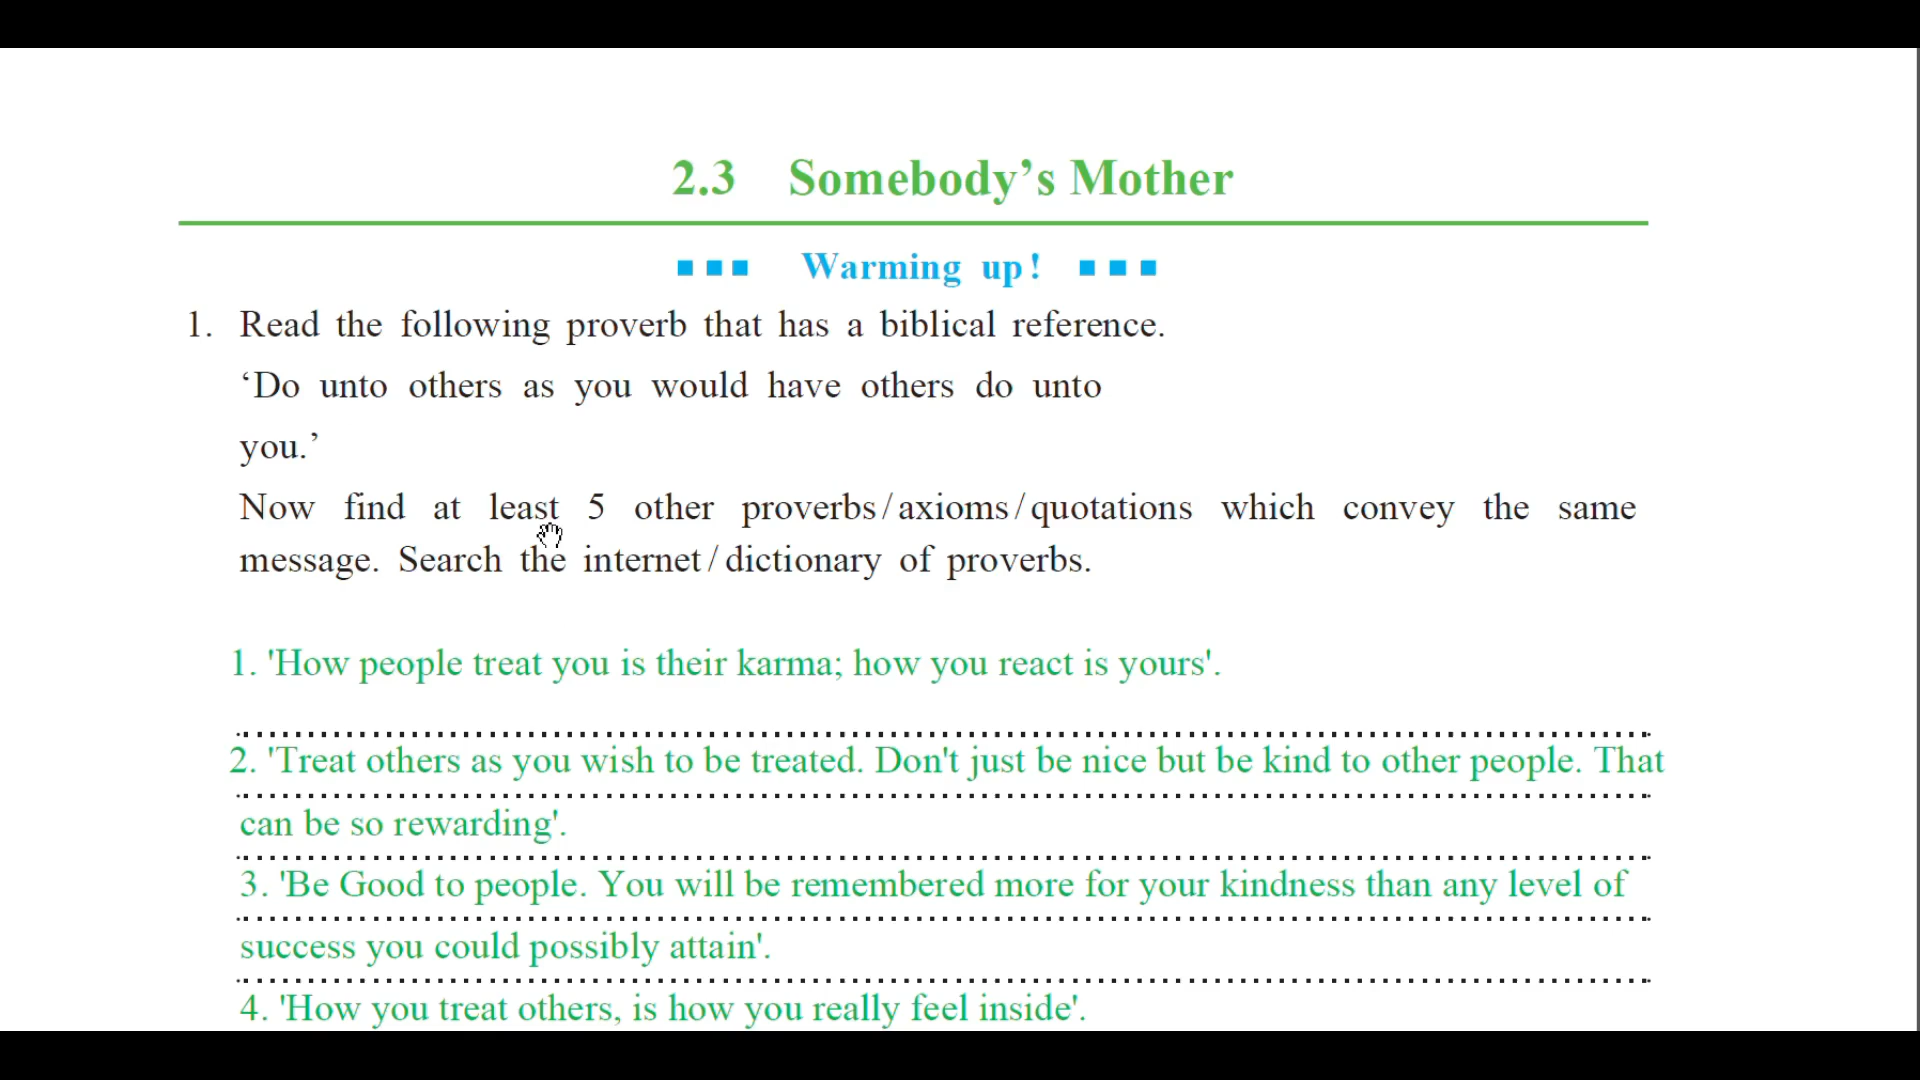 2.3 Somebody’s Mother
Warming up!
1. Read the following proverb that has a biblical reference.
‘Do unto others as you would have others do unto
you.’
Now find at least 5 other proverbs/axioms/quotations which convey the same
message. Search the internet/dictionary of proverbs.
1. 'How people treat you is their karma; how you react is yours'.
2. 'Treat others as you wish to be treated. Don't just be nice but be kind to other people. That
can be so rewarding'.
3. 'Be Good to people. You will be remembered more for your kindness than any level of
success you could possibly attain'.
4. 'How you treat others, is how you really feel inside'.